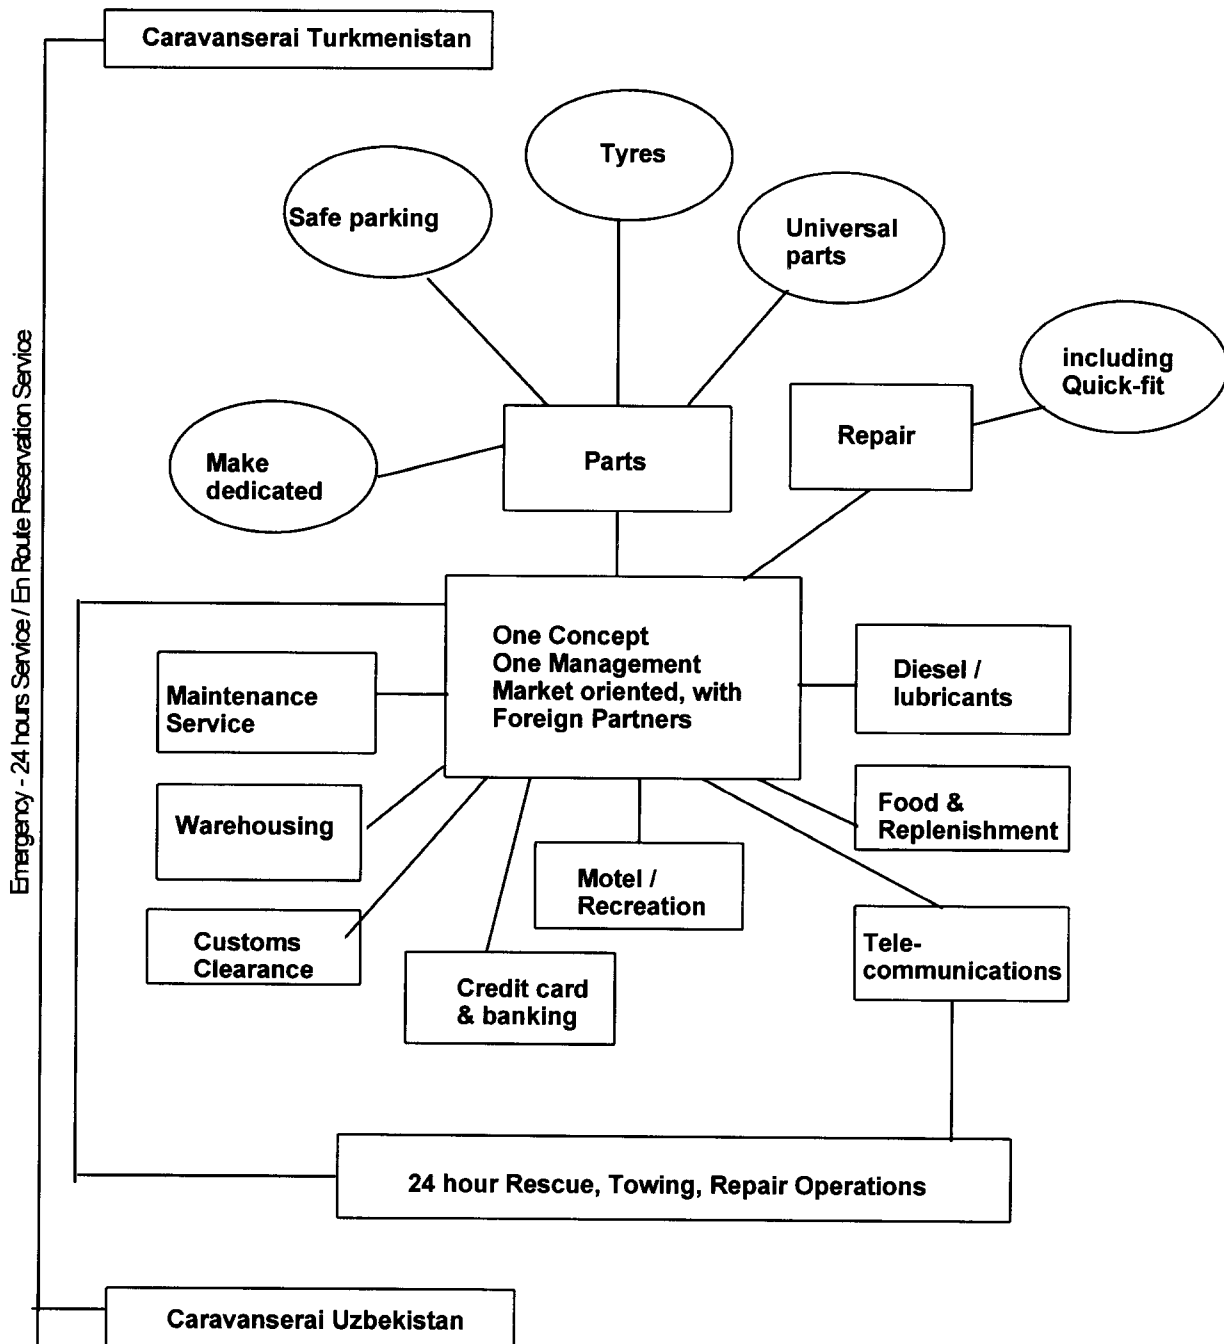 Caravanserai Turkmenistan
Tyres
Safe parking
Universal
parts
including
Quick-fit
Repair
Parts
Make
dedicated
Emergency - 24 hours Service / En Route Reservation Service
One Concept
One Management
Market oriented, with
Foreign Partners
Diesel /
lubricants
Maintenance
Service
Food &
Replenishment
Warehousing
Motel /
Recreation
Customs
Clearance
Tele-
communications
Credit card
& banking
24 hour Rescue, Towing, Repair Operations
Caravanserai Uzbekistan